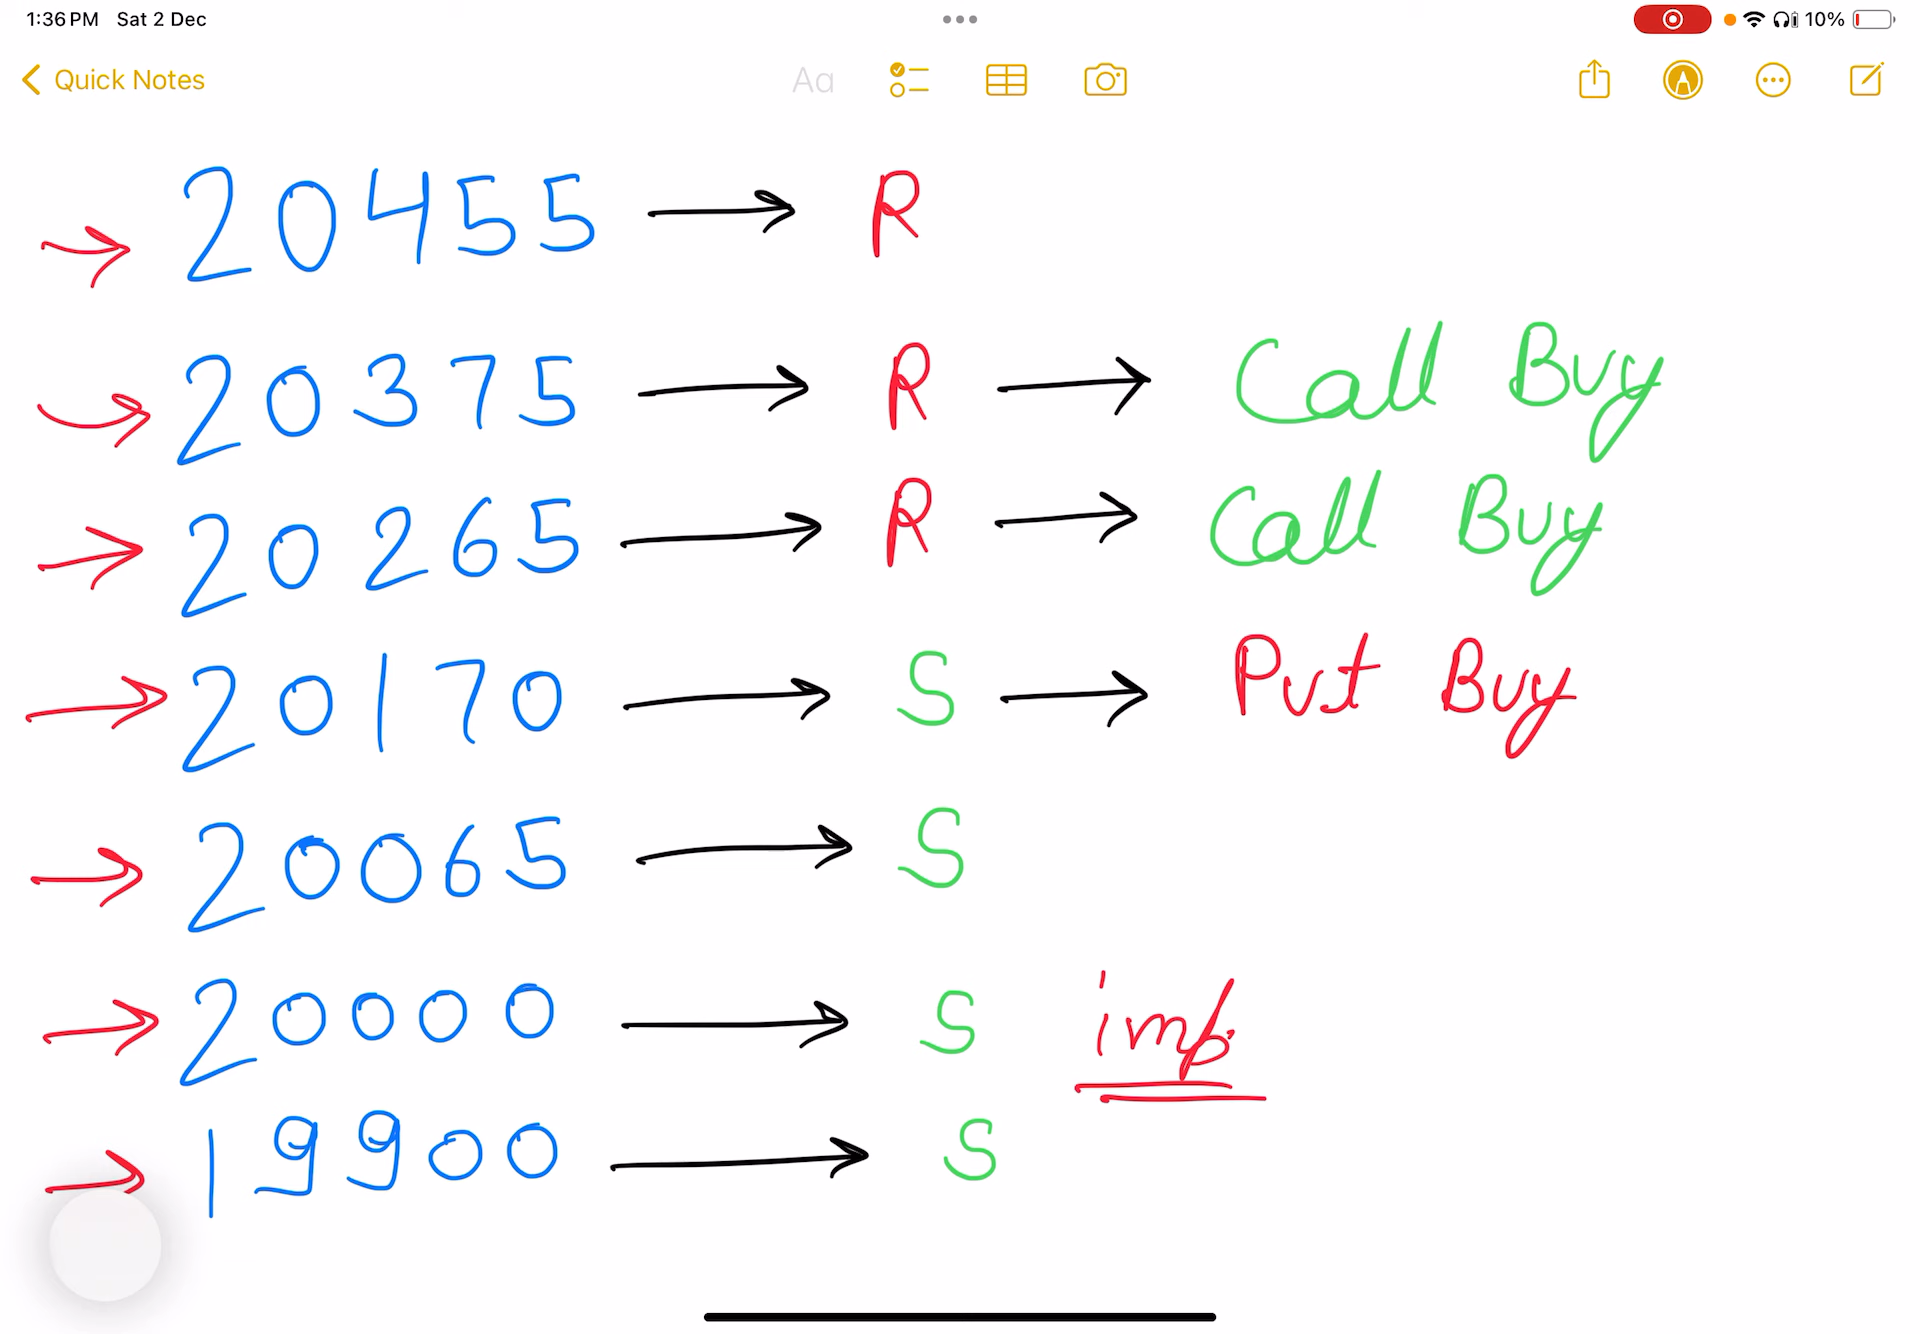 1:36 PM Sat 2 Dec 10%
Quick Notes Aa
20455 → R
20375 → R → Call Buy
20265 → R → Call Buy
20170 → S → Put Buy
20065 → S
20000 → S imp.
19900 → S